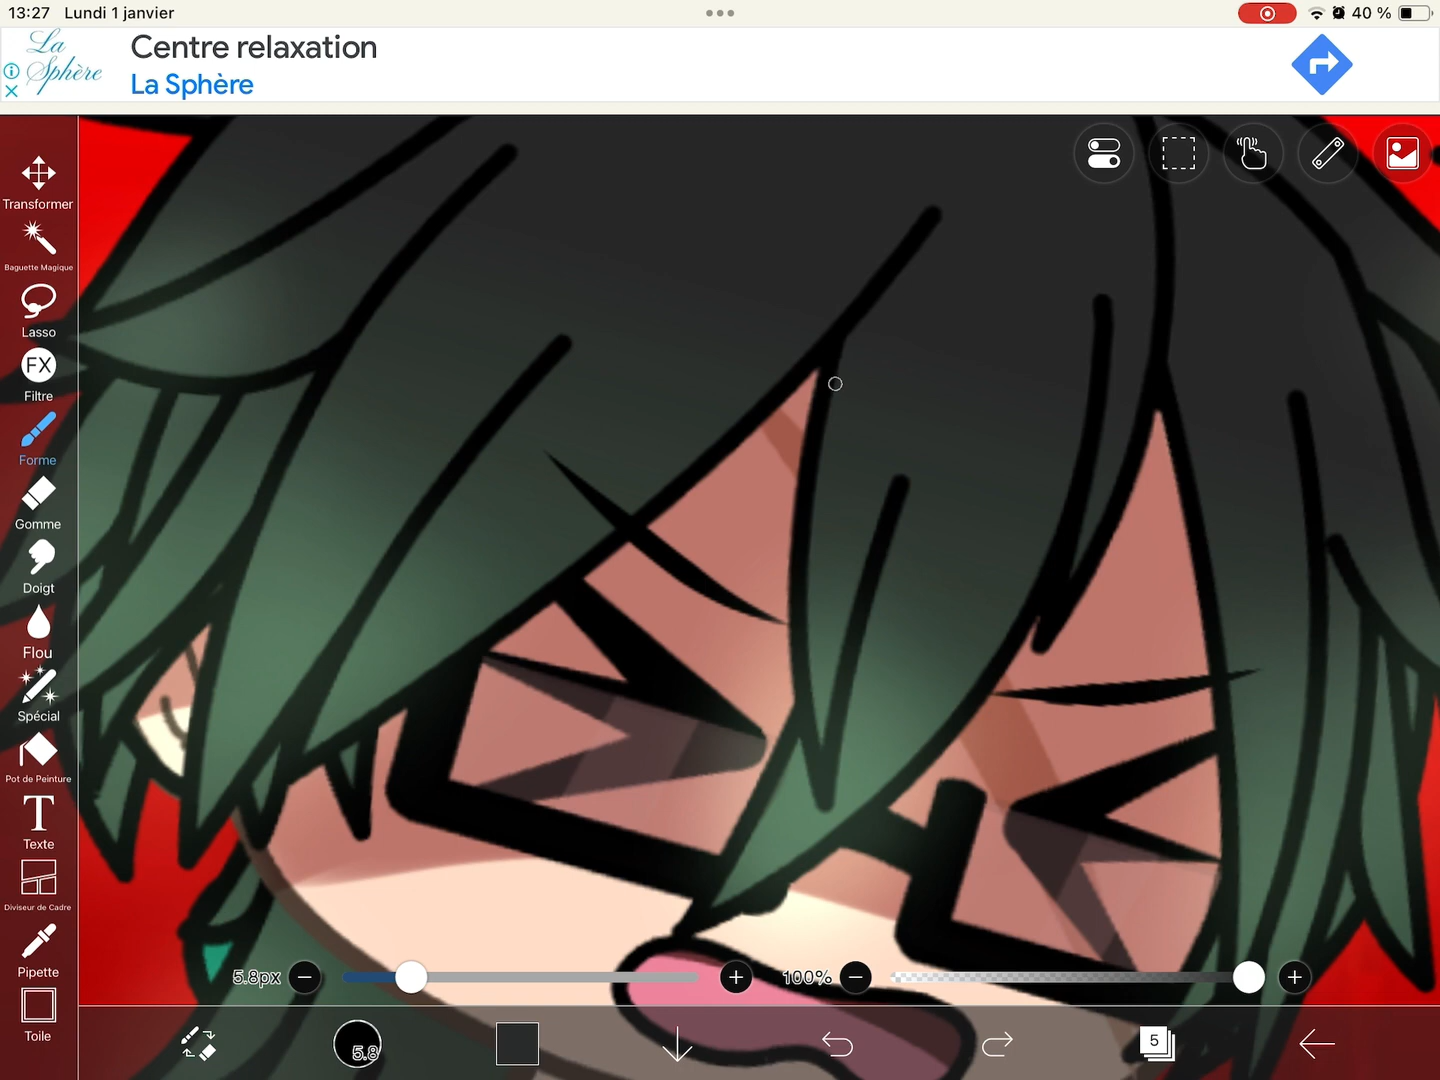 13:27 Lundi 1 janvier
40 %
La Sphère
Centre relaxation
La Sphère
Transformer
Baguette Magique
Lasso
FX
Filtre
Forme
Gomme
Doigt
Flou
Spécial
Pot de Peinture
T
Texte
Diviseur de Cadre
Pipette
Toile
5.8px
100%
5.8
5